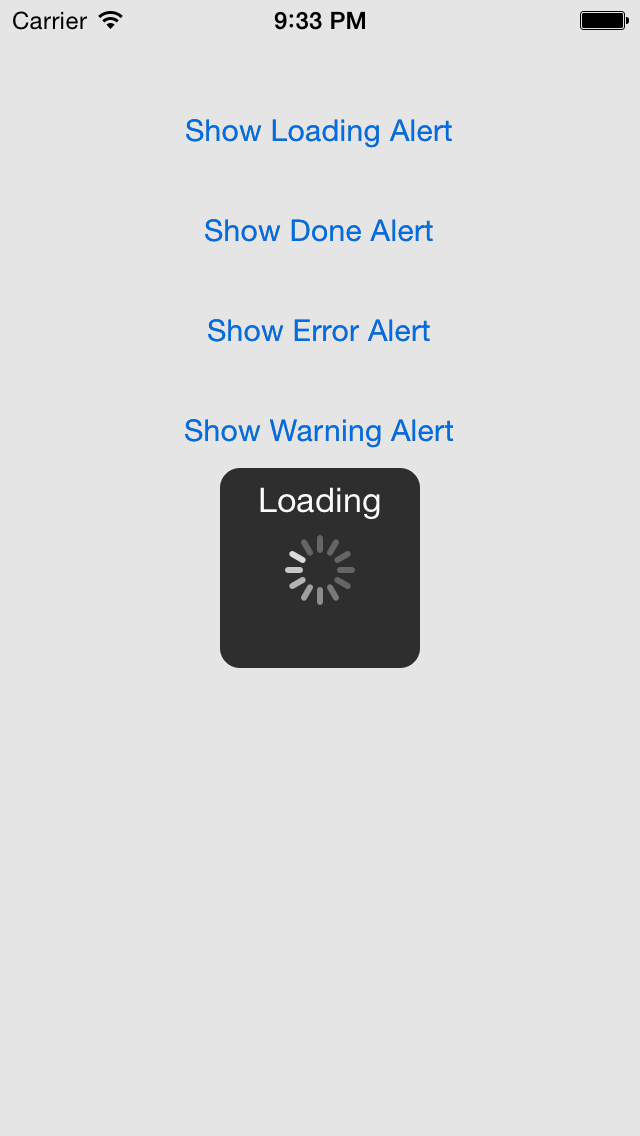 Carrier 9:33 PM
Show Loading Alert
Show Done Alert
Show Error Alert
Show Warning Alert
Loading